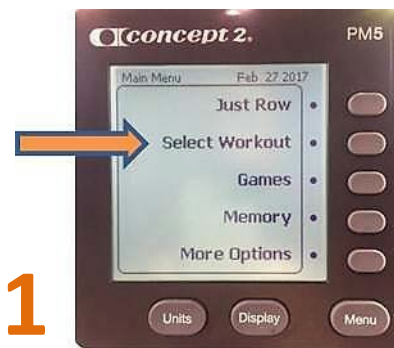 concept 2. PM5
Main Menu Feb 27 2017
Just Row
Select Workout
Games
Memory
More Options
1
Units Display Menu